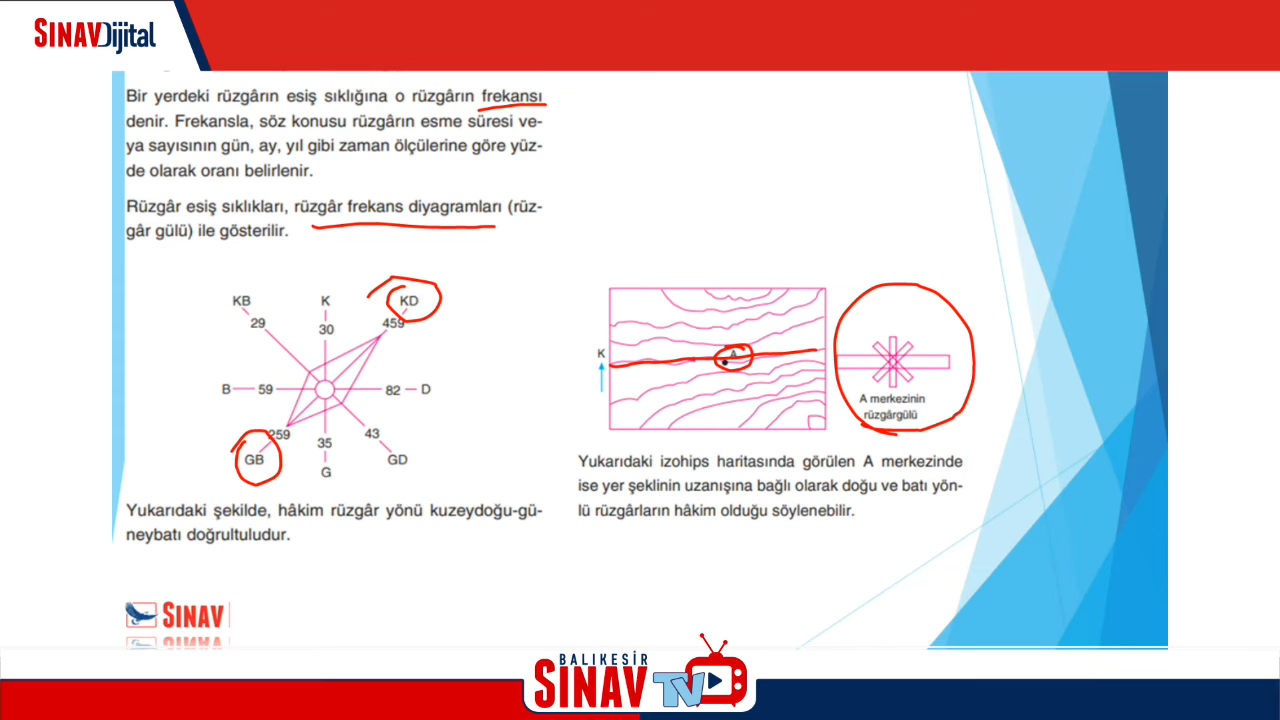 SINAVDijital
Bir yerdeki rüzgârın esiş sıklığına o rüzgârın frekansı
denir. Frekansla, söz konusu rüzgârın esme süresi ve-
ya sayısının gün, ay, yıl gibi zaman ölçülerine göre yüz-
de olarak oranı belirlenir.
Rüzgâr esiş sıklıkları, rüzgâr frekans diyagramları (rüz-
gâr gülü) ile gösterilir.
KB K KD
29 30 459
B 59 82 D
259 35 43
GB G GD
Yukarıdaki şekilde, hâkim rüzgâr yönü kuzeydoğu-gü-
neybatı doğrultuludur.
K A
A merkezinin
rüzgârgülü
Yukarıdaki izohips haritasında görülen A merkezinde
ise yer şeklinin uzanışına bağlı olarak doğu ve batı yön-
lü rüzgârların hâkim olduğu söylenebilir.
SINAV
BALIKESİR
SINAV TV